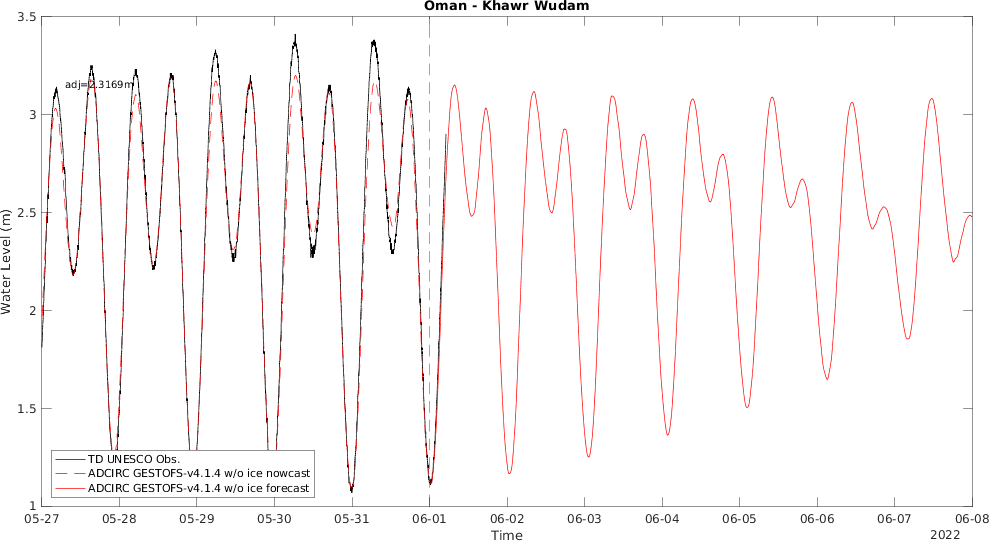 Oman - Khawr Wudam
3.5
adj=2.3169m
3
2.5
Water Level (m)
2
1.5
TD UNESCO Obs.
ADCIRC GESTOFS-v4.1.4 w/o ice nowcast
ADCIRC GESTOFS-v4.1.4 w/o ice forecast
1
05-27 05-28 05-29 05-30 05-31 06-01 06-02 06-03 06-04 06-05 06-06 06-07 06-08
Time
2022